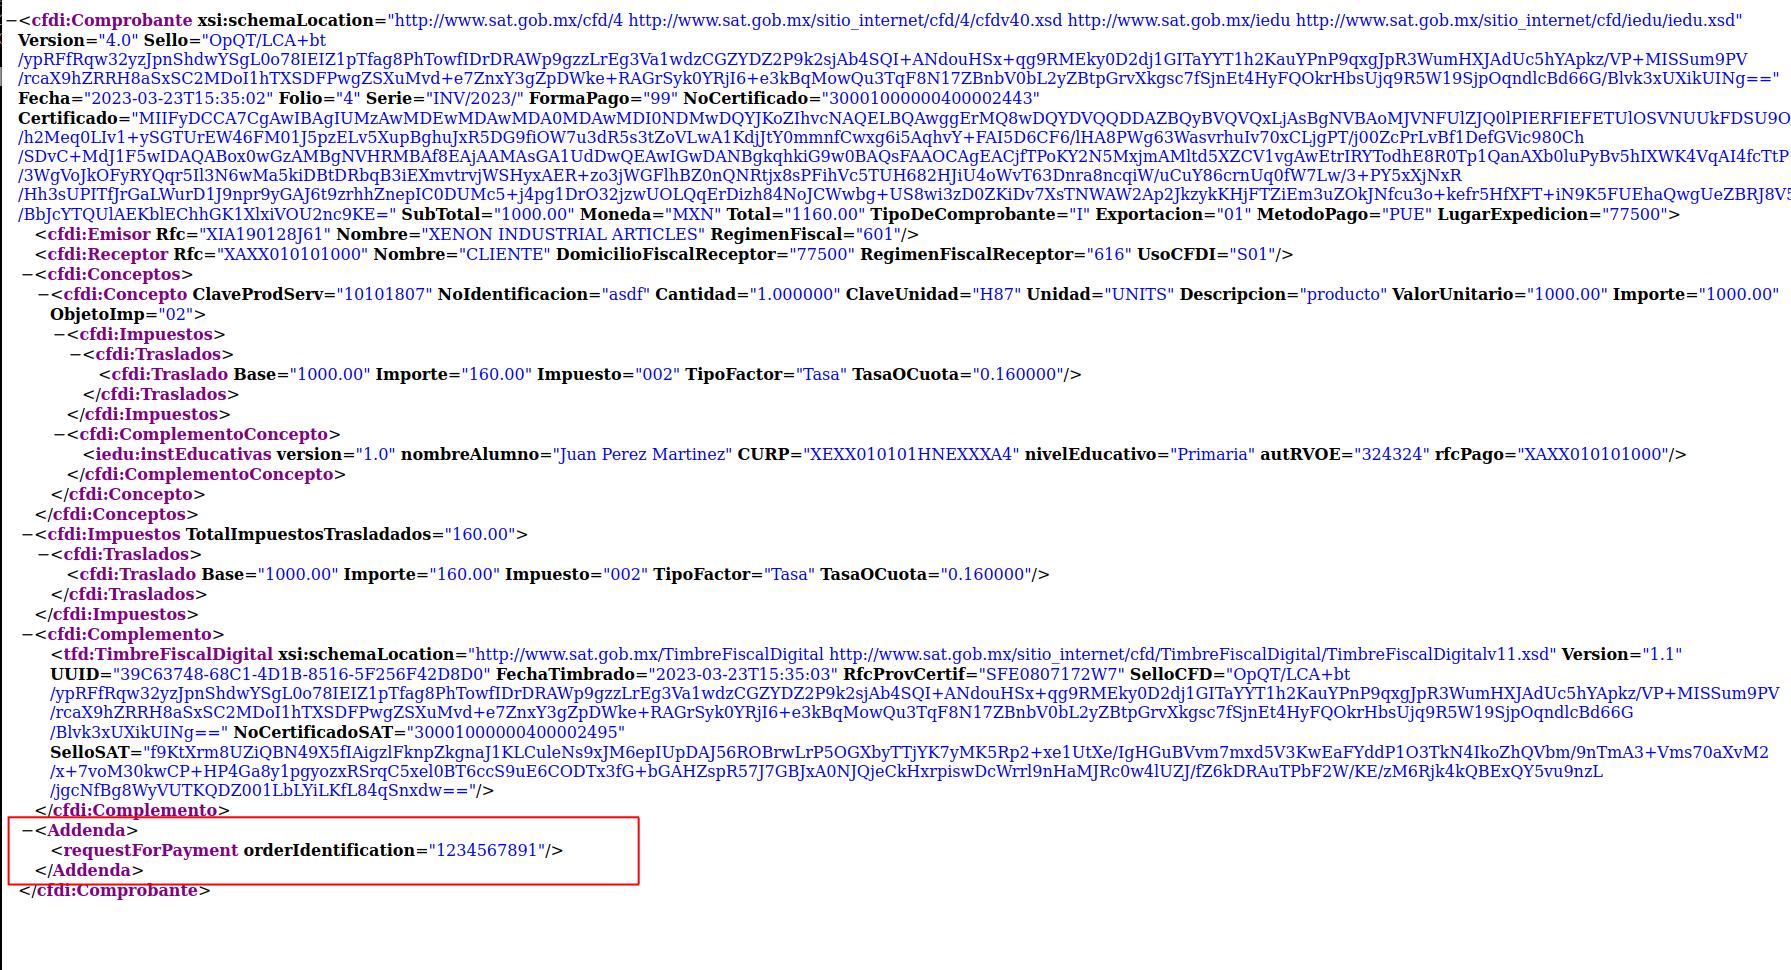 −<cfdi:Comprobante xsi:schemaLocation="http://www.sat.gob.mx/cfd/4 http://www.sat.gob.mx/sitio_internet/cfd/4/cfdv40.xsd http://www.sat.gob.mx/iedu http://www.sat.gob.mx/sitio_internet/cfd/iedu/iedu.xsd"
Version="4.0" Sello="OpQT/LCA+bt
/ypRFfRqw32yzJpnShdwYSgL0o78IEIZ1pTfag8PhTowfIDrDRAWp9gzzLrEg3Va1wdzCGZYDZ2P9k2sjAb4SQI+ANdouHSx+qg9RMEky0D2dj1GITaYYT1h2KauYPnP9qxgJpR3WumHXJAdUc5hYApkz/VP+MISSum9PV
/rcaX9hZRRH8aSxSC2MDoI1hTXSDFPwgZSXuMvd+e7ZnxY3gZpDWke+RAGrSyk0YRjI6+e3kBqMowQu3TqF8N17ZBnbV0bL2yZBtpGrvXkgsc7fSjnEt4HyFQOkrHbsUjq9R5W19SjpOqndlcBd66G/Blvk3xUXikUINg=="
Fecha="2023-03-23T15:35:02" Folio="4" Serie="INV/2023/" FormaPago="99" NoCertificado="30001000000400002443"
Certificado="MIIFyDCCA7CgAwIBAgIUMzAwMDEwMDAwMDA0MDAwMDI0NDMwDQYJKoZIhvcNAQELBQAwggErMQ8wDQYDVQQDDAZBQyBVQVQxLjAsBgNVBAoMJVNFUlZJQ0lPIERFIEFETUlOSVNUUkFDSU9O
/h2Meq0LIv1+ySGTUrEW46FM01J5pzELv5XupBghuJxR5DG9fiOW7u3dR5s3tZoVLwA1KdjJtY0mmnfCwxg6i5AqhvY+FAI5D6CF6/lHA8PWg63WasvrhuIv70xCLjgPT/j00ZcPrLvBf1DefGVic980Ch
/SDvC+MdJ1F5wIDAQABox0wGzAMBgNVHRMBAf8EAjAAMAsGA1UdDwQEAwIGwDANBgkqhkiG9w0BAQsFAAOCAgEACjfTPoKY2N5MxjmAMltd5XZCV1vgAwEtrIRYTodhE8R0Tp1QanAXb0luPyBv5hIXWK4VqAI4fcTtP
/3WgVoJkOFyRYQqr5Il3N6wMa5kiDBtDRbqB3iEXmvtrvjWSHyxAER+zo3jWGFlhBZ0nQNRtjx8sPFihVc5TUH682HJiU4oWvT63Dnra8ncqiW/uCuY86crnUq0fW7Lw/3+PY5xXjNxR
/Hh3sUPITfJrGaLWurD1J9npr9yGAJ6t9zrhhZnepIC0DUMc5+j4pg1DrO32jzwUOLQqErDizh84NoJCWwbg+US8wi3zD0ZKiDv7XsTNWAW2Ap2JkzykKHjFTZiEm3uZOkJNfcu3o+kefr5HfXFT+iN9K5FUEhaQwgUeZBRJ8V5
/BbJcYTQUlAEKblEChhGK1XlxiVOU2nc9KE=" SubTotal="1000.00" Moneda="MXN" Total="1160.00" TipoDeComprobante="I" Exportacion="01" MetodoPago="PUE" LugarExpedicion="77500">
<cfdi:Emisor Rfc="XIA190128J61" Nombre="XENON INDUSTRIAL ARTICLES" RegimenFiscal="601"/>
<cfdi:Receptor Rfc="XAXX010101000" Nombre="CLIENTE" DomicilioFiscalReceptor="77500" RegimenFiscalReceptor="616" UsoCFDI="S01"/>
−<cfdi:Conceptos>
−<cfdi:Concepto ClaveProdServ="10101807" NoIdentificacion="asdf" Cantidad="1.000000" ClaveUnidad="H87" Unidad="UNITS" Descripcion="producto" ValorUnitario="1000.00" Importe="1000.00"
ObjetoImp="02">
−<cfdi:Impuestos>
−<cfdi:Traslados>
<cfdi:Traslado Base="1000.00" Importe="160.00" Impuesto="002" TipoFactor="Tasa" TasaOCuota="0.160000"/>
</cfdi:Traslados>
</cfdi:Impuestos>
−<cfdi:ComplementoConcepto>
<iedu:instEducativas version="1.0" nombreAlumno="Juan Perez Martinez" CURP="XEXX010101HNEXXXA4" nivelEducativo="Primaria" autRVOE="324324" rfcPago="XAXX010101000"/>
</cfdi:ComplementoConcepto>
</cfdi:Concepto>
</cfdi:Conceptos>
−<cfdi:Impuestos TotalImpuestosTrasladados="160.00">
−<cfdi:Traslados>
<cfdi:Traslado Base="1000.00" Importe="160.00" Impuesto="002" TipoFactor="Tasa" TasaOCuota="0.160000"/>
</cfdi:Traslados>
</cfdi:Impuestos>
−<cfdi:Complemento>
<tfd:TimbreFiscalDigital xsi:schemaLocation="http://www.sat.gob.mx/TimbreFiscalDigital http://www.sat.gob.mx/sitio_internet/cfd/TimbreFiscalDigital/TimbreFiscalDigitalv11.xsd" Version="1.1"
UUID="39C63748-68C1-4D1B-8516-5F256F42D8D0" FechaTimbrado="2023-03-23T15:35:03" RfcProvCertif="SFE0807172W7" SelloCFD="OpQT/LCA+bt
/ypRFfRqw32yzJpnShdwYSgL0o78IEIZ1pTfag8PhTowfIDrDRAWp9gzzLrEg3Va1wdzCGZYDZ2P9k2sjAb4SQI+ANdouHSx+qg9RMEky0D2dj1GITaYYT1h2KauYPnP9qxgJpR3WumHXJAdUc5hYApkz/VP+MISSum9PV
/rcaX9hZRRH8aSxSC2MDoI1hTXSDFPwgZSXuMvd+e7ZnxY3gZpDWke+RAGrSyk0YRjI6+e3kBqMowQu3TqF8N17ZBnbV0bL2yZBtpGrvXkgsc7fSjnEt4HyFQOkrHbsUjq9R5W19SjpOqndlcBd66G
/Blvk3xUXikUINg==" NoCertificadoSAT="30001000000400002495"
SelloSAT="f9KtXrm8UZiQBN49X5fIAigzlFknpZkgnaJ1KLCuleNs9xJM6epIUpDAJ56ROBrwLrP5OGXbyTTjYK7yMK5Rp2+xe1UtXe/IgHGuBVvm7mxd5V3KwEaFYddP1O3TkN4IkoZhQVbm/9nTmA3+Vms70aXvM2
/x+7voM30kwCP+HP4Ga8y1pgyozxRSrqC5xel0BT6ccS9uE6CODTx3fG+bGAHZspR57J7GBJxA0NJQjeCkHxrpiswDcWrrl9nHaMJRc0w4lUZJ/fZ6kDRAuTPbF2W/KE/zM6Rjk4kQBExQY5vu9nzL
/jgcNfBg8WyVUTKQDZ001LbLYiLKfL84qSnxdw=="/>
</cfdi:Complemento>
−<Addenda>
<requestForPayment orderIdentification="1234567891"/>
</Addenda>
</cfdi:Comprobante>